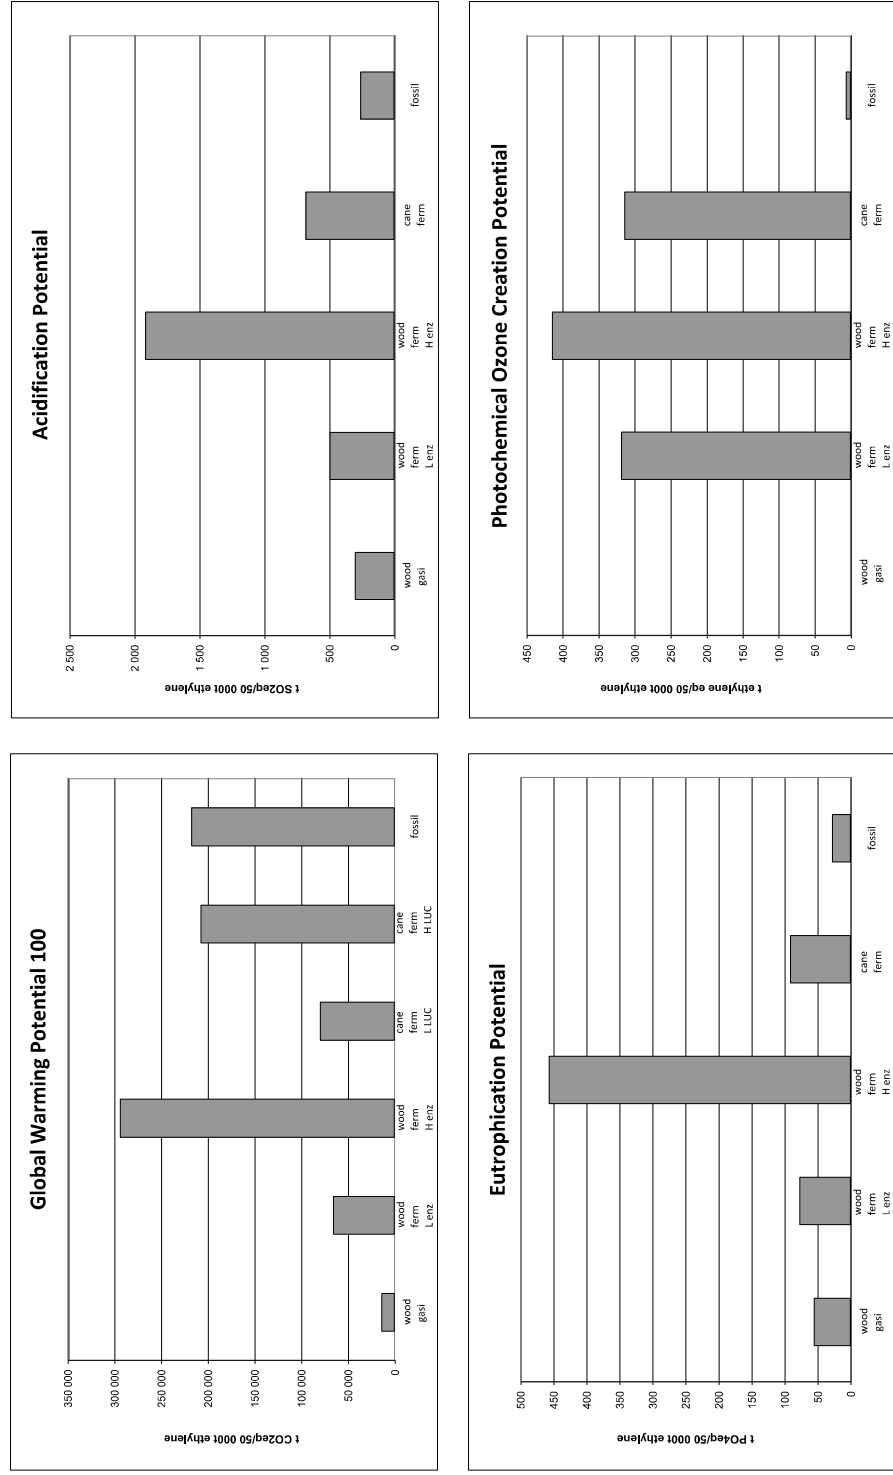 Global Warming Potential 100
t CO2eq/50 000t ethylene
350 000
300 000
250 000
200 000
150 000
100 000
50 000
0
wood
gasi
wood
ferm
L enz
wood
ferm
H enz
cane
ferm
L LUC
cane
ferm
H LUC
fossil
Acidification Potential
t SO2eq/50 000t ethylene
2 500
2 000
1 500
1 000
500
0
wood
gasi
wood
ferm
L enz
wood
ferm
H enz
cane
ferm
fossil
Eutrophication Potential
t PO4eq/50 000t ethylene
500
450
400
350
300
250
200
150
100
50
0
wood
gasi
wood
ferm
L enz
wood
ferm
H enz
cane
ferm
fossil
Photochemical Ozone Creation Potential
t ethylene eq/50 000t ethylene
450
400
350
300
250
200
150
100
50
0
wood
gasi
wood
ferm
L enz
wood
ferm
H enz
cane
ferm
fossil